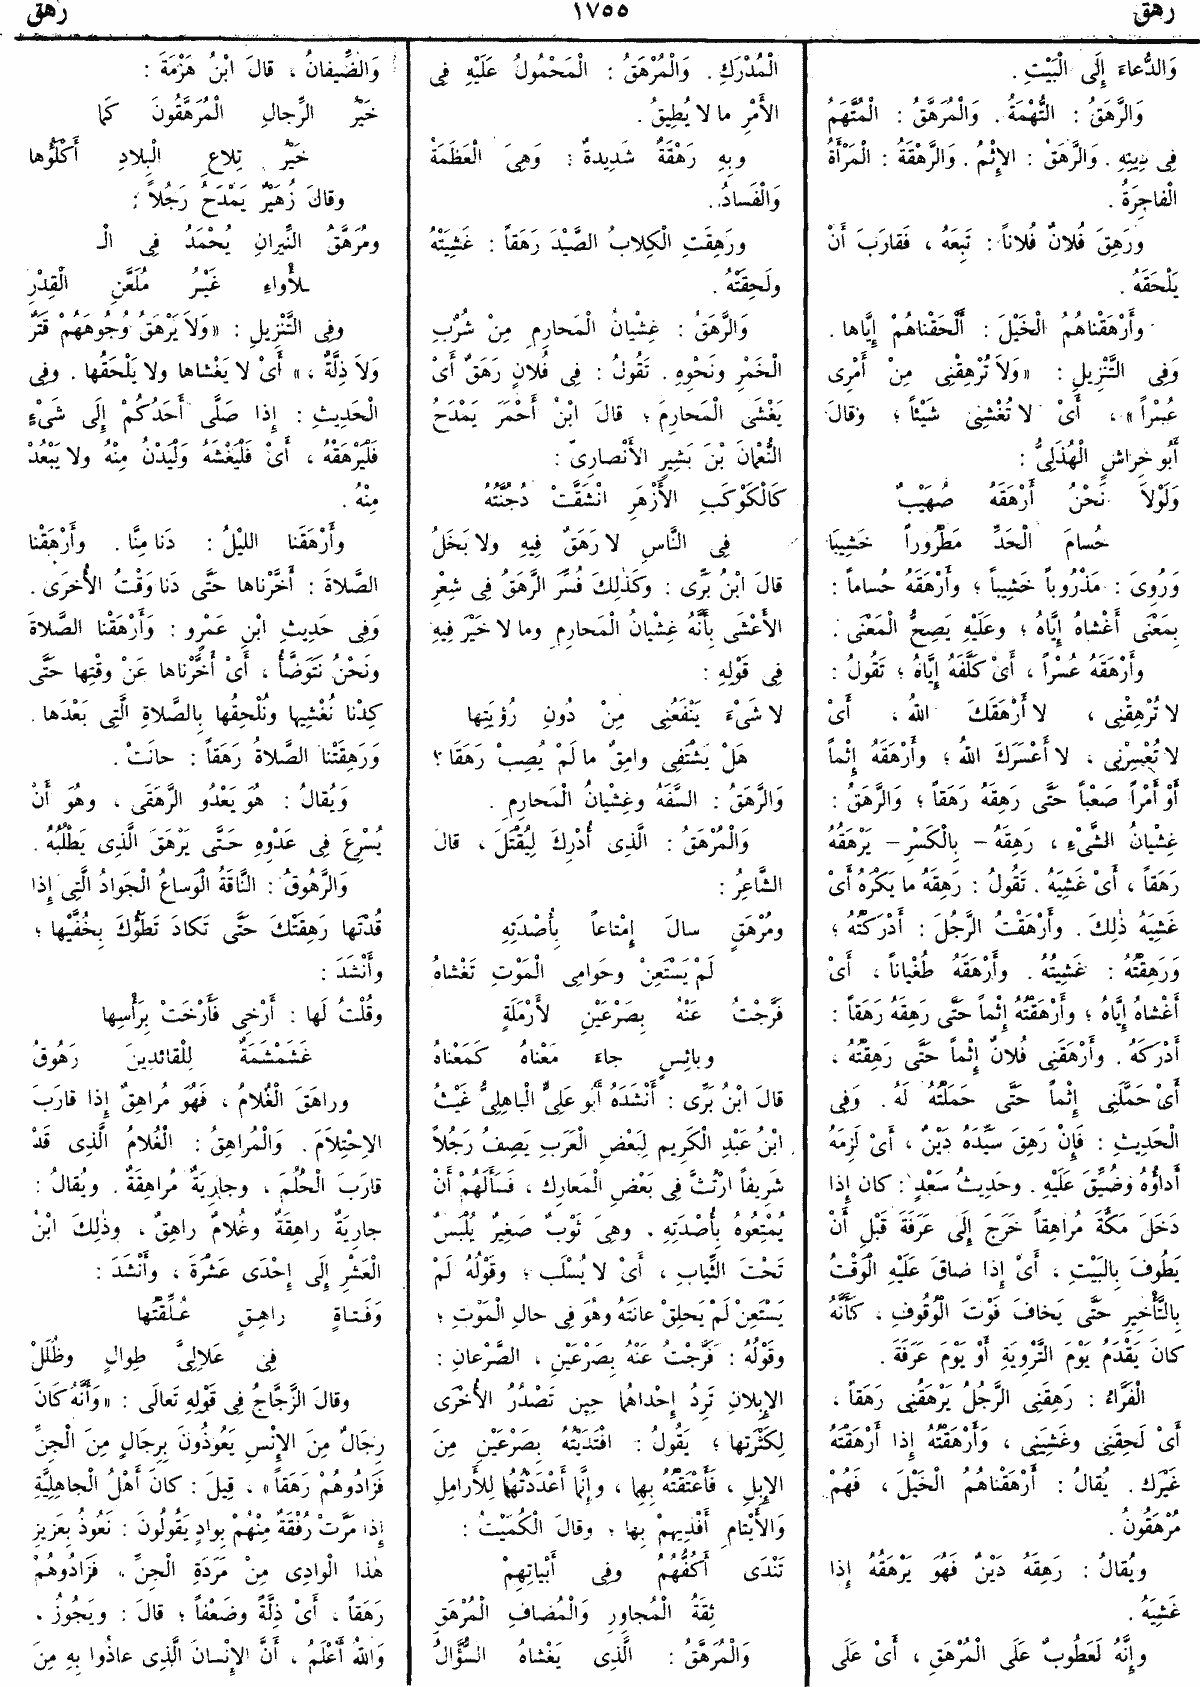 رهق
١٧٥٥
رهق
وَالدُّعاءَ إِلَى الْبَيْتِ .
وَالرَّهَقُ : التُّهْمَةُ . وَالْمُرَهَّقُ : الْمُتَّهَمُ
فِى دِينِهِ . وَالرَّهَقُ : الإِثْمُ . وَالرَّهْقَةُ : الْمَرْأَةُ
الْفاجِرَةُ .
ورَهِقَ فُلانٌ فُلاناً : تَبِعَهُ ، فَقارَبَ أَنْ
يَلْحَقَهُ .
وأَرْهَقْناهُمُ الْخَيْلَ : أَلْحَقْناهُمْ إِيَّاها .
وَفِى التَّنْزِيلِ : « وَلاَ تُرْهِقْنِى مِنْ أَمْرِى
عُسْراً » ، أَىْ لا تُغْشِنِى شَيْئاً ؛ وَقالَ
أَبُو خِراشٍ الْهُذَلِىُّ :
وَلَوْلاَ نَحْنُ أَرْهَقَهُ صُهَيْبٌ
حُسامَ الْحَدِّ مَطْرُوراً خَشِيبَا
وَرُوِىَ : مَذْرُوباً خَشِيباً ؛ وأَرْهَقَهُ حُساماً :
بِمَعْنَى أَغْشاهُ إِيَّاهُ ؛ وعَلَيْهِ يَصِحُّ الْمَعْنَى .
وأَرْهَقَهُ عُسْراً ، أَىْ كَلَّفَهُ إِيَّاهُ ؛ تَقُولُ :
لا تُرْهِقْنِى ، لا أَرْهَقَكَ اللهُ ، أَىْ
لا تُعْسِرْنِى ، لا أَعْسَرَكَ اللهُ ؛ وأَرْهَقَهُ إِثْماً
أَوْ أَمْراً صَعْباً حَتَّى رَهِقَهُ رَهَقاً ؛ وَالرَّهَقُ :
غِشْيانُ الشَّىْءِ ، رَهِقَهُ – بِالْكَسْرِ – يَرْهَقُهُ
رَهَقاً ، أَىْ غَشِيَهُ . تَقُولُ : رَهِقَهُ ما يَكْرَهُ أَىْ
غَشِيَهُ ذٰلِكَ . وأَرْهَقْتُ الرَّجُلَ : أَدْرَكْتُهُ ؛
وَرَهِقْتُهُ : غَشِيتُهُ . وأَرْهَقَهُ طُغْياناً ، أَىْ
أَغْشاهُ إِيَّاهُ ؛ وأَرْهَقْتُهُ إِثْماً حَتَّى رَهِقَهُ رَهَقاً :
أَدْرَكَهُ . وأَرْهَقَنِى فُلانٌ إِثْماً حَتَّى رَهِقْتُهُ ،
أَىْ حَمَّلَنِى إِثْماً حَتَّى حَمَلْتُهُ لَهُ . وَفِى
الْحَدِيثِ : فَإِنْ رَهِقَ سَيِّدَهُ دَيْنٌ ، أَىْ لَزِمَهُ
أَداؤُهُ وَضُيِّقَ عَلَيْهِ . وحَدِيثُ سَعْدٍ : كان إِذا
دَخَلَ مَكَّةَ مُراهِقاً خَرَجَ إِلَى عَرَفَةَ قَبْلَ أَنْ
يَطُوفَ بِالبَيْتِ ، أَىْ إِذا ضاقَ عَلَيْهِ الْوَقْتُ
بِالتَّأْخِيرِ حَتَّى يَخافَ فَوْتَ الْوُقُوفِ ، كَأَنَّهُ
كانَ يَقْدَمُ يَوْمَ التَّرْوِيَةِ أَوْ يَوْمَ عَرَفَةَ .
الْفَرَّاءُ : رَهِقَنِى الرَّجُلُ يَرْهَقُنِى رَهَقاً ،
أَىْ لَحِقَنِى وغَشِيَنِى ، وَأَرْهَقْتُهُ إِذا أَرْهَقْتَهُ
غَيْرَكَ . يُقالُ : أَرْهَقْناهُمُ الْخَيْلَ ، فَهُمْ
مُرْهَقُونَ .
ويُقالُ : رَهِقَهُ دَيْنٌ فَهُوَ يَرْهَقُهُ إِذا
غَشِيَهُ .
وإِنَّهُ لَعَطُوبٌ عَلَى الْمُرْهَقِ ، أَىْ عَلَى
الْمُدْرَكِ . وَالْمُرْهَقُ : الْمَحْمُولُ عَلَيْهِ فِى
الأَمْرِ ما لا يُطِيقُ .
وبِهِ رَهْقَةٌ شَدِيدَةٌ : وَهِىَ الْعَظَمَةُ
وَالْفَسادُ .
ورَهِقَتِ الْكِلابُ الصَّيْدَ رَهَقاً : غَشِيَتْهُ
ولَحِقَتْهُ .
وَالرَّهَقُ : غِشْيانُ الْمَحارِمِ مِنْ شُرْبِ
الْخَمْرِ ونَحْوِهِ . تَقُولُ : فِى فُلانٍ رَهَقٌ أَىْ
يَغْشَى الْمَحارِمَ ؛ قالَ ابْنُ أَحْمَرَ يَمْدَحُ
النُّعْمانَ بْنَ بَشِيرٍ الأَنْصارِىّ :
كَالْكَوْكَبِ الأَزْهَرِ انْشَقَّتْ دُجُنَّتُهُ
فِى النَّاسِ لا رَهَقٌ فِيهِ ولا بَخَلُ
قالَ ابْنُ بَرِّى : وَكَذٰلِكَ فُسِّرَ الرَّهَقُ فِى شِعْرِ
الأَعْشَى بِأَنَّهُ غِشْيانُ الْمَحارِمِ وما لا خَيْرَ فِيهِ
فِى قَوْلِهِ :
لا شَىْءَ يَنْفَعُنِى مِنْ دُونِ رُؤْيَتِها
هَلْ يَشْتَفِى وامِقٌ ما لَمْ يُصِبْ رَهَقَا ؟
وَالرَّهَقُ : السَّفَهُ وغِشْيانُ الْمَحارِمِ .
وَالْمُرْهَقُ : الَّذِى أُدْرِكَ لِيُقْتَلَ ، قالَ
الشَّاعِرُ :
ومُرْهَقٍ سالَ إِمْتاعاً بِأُصْدَتِهِ
لَمْ يَسْتَعِنْ وحَوامِى الْمَوْتِ تَغْشاهُ
فَرَّجْتُ عَنْهُ بِصَرْعَيْنِ لأَرْمَلَةٍ
وبائِسٍ جاءَ مَعْناهُ كَمَعْناهُ
قالَ ابْنُ بَرِّى : أَنْشَدَهُ أَبُو عَلِىٍّ الْباهِلِىُّ غَيْثُ
ابْنُ عَبْدِ الْكَرِيمِ لِبَعْضِ الْعَرَبِ يَصِفُ رَجُلاً
شَرِيفاً ارْتُثَّ فِى بَعْضِ الْمَعارِكِ ، فَسَأَلَهُمْ أَنْ
يُمْتِعُوهُ بِأُصْدَتِهِ . وهِىَ ثَوْبٌ صَغِيرٌ يُلْبَسُ
تَحْتَ الثِّيابِ ، أَىْ لا يُسْلَب ؛ وقَوْلُهُ لَمْ
يَسْتَعِنْ لَمْ يَحلِقْ عانَتَهُ وهُوَ فِى حالِ الْمَوْتِ ؛
وقَوْلُهُ : فَرَّجْتُ عَنْهُ بِصَرْعَيْنِ ، الصَّرْعانِ :
الإِبِلانِ تَرِدُ إِحْداهُما حِين تَصْدُرُ الأُخْرَى
لِكَثْرَتِها ؛ يَقُولُ : افْتَدَيْتُهُ بِصَرْعَيْنِ مِنَ
الإِبِلِ ، فَأَعْتَقْتُهُ بِهِما ، وإِنَّما أَعْدَدْتُهُما لِلأَرامِلِ
وَالأَيْتامِ أَفْدِيهِمْ بِها ؛ وقالَ الْكُمَيْتُ :
تَنْدَى أَكُفُّهُمُ وفِى أَبْياتِهِمْ
ثِقَةُ الْمُجاوِرِ وَالْمُضافِ الْمُرْهَقِ
وَالْمُرَهَّقُ : الَّذِى يَغْشاهُ السُّؤَّالُ
وَالضِّيفانُ ، قالَ ابْنُ هَرْمَةَ :
خَيْرُ الرِّجالِ الْمُرَهَّقُونَ كَما
خَيْرُ تِلاعِ الْبِلادِ أَكْلَؤُها
وقالَ زُهَيْرٌ يَمْدَحُ رَجُلاً :
ومُرَهَّقُ النِّيرانِ يُحْمَدُ فِى الْـ
ـلأْواءِ غَيْرُ مُلَعَّنِ الْقِدْرِ
وفِى التَّنْزِيلِ : « وَلاَ يَرْهَقُ وُجُوهَهُمْ قَتَرٌ
وَلاَ ذِلَّةٌ ، » أَىْ لا يَغْشاها ولا يَلْحَقُها . وفِى
الْحَدِيثِ : إِذا صَلَّى أَحَدُكُمْ إِلَى شَىْءٍ
فَلْيَرْهَقْهُ ، أَىْ فَلْيَغْشَهُ وَلْيَدْنُ مِنْهُ ولا يَبْعُدْ
مِنْهُ .
وأَرْهَقَنا الليْلُ : دَنا مِنَّا . وأَرْهَقْنا
الصَّلاةَ : أَخَّرْناها حَتَّى دَنا وَقْتُ الأُخْرَى .
وَفِى حَدِيثِ ابْنِ عَمْرٍو : وَأَرْهَقْنا الصَّلاةَ
وَنَحْنُ نَتَوَضَّأُ ، أَىْ أَخَّرْناها عَنْ وقْتِها حَتَّى
كِدْنا نُغْشِيها ونُلْحِقُها بِالصَّلاةِ الَّتِى بَعْدَها .
وَرَهِقَتْنا الصَّلاةُ رَهَقاً : حانَتْ .
وَيُقالُ : هُوَ يَعْدُو الرَّهَقَى ، وهُوَ أَنْ
يُسْرِعَ فِى عَدْوِهِ حَتَّى يَرْهَقَ الَّذِى يَطْلُبُهُ .
وَالرَّهُوقُ : النَّاقَةُ الْوَساعُ الْجَوادُ الَّتِى إِذا
قُدْتَها رَهِقَتْكَ حَتَّى تَكادَ تَطَؤُكَ بِخُفَّيْها ؛
وأَنْشَدَ :
وقُلْتُ لَها : أَرْخِى فَأَرْخَتْ بِرَأْسِها
غَشَمْشَمَةٌ لِلْقائِدِينَ رَهُوقُ
وراهَقَ الْغُلامُ ، فَهُوَ مُراهِقٌ إِذا قارَبَ
الاحْتِلاَمَ . وَالْمُراهِقُ : الْغُلامُ الَّذِى قَدْ
قارَبَ الْحُلُمَ ، وجارِيَةٌ مُراهِقَةٌ . ويُقالُ :
جارِيَةٌ راهِقَةٌ وغُلامٌ راهِقٌ ، وذٰلِكَ ابْنُ
الْعَشْرِ إِلَى إِحْدَى عَشْرَةَ ، وأَنْشَدَ :
وَفَتاةٍ راهِقٍ عُلِّقْتُها
فِى عَلالِىَّ طِوالٍ وظُلَلْ
وقالَ الزَّجَّاجُ فِى قَوْلِهِ تَعالَى : « وَأَنَّهُ كَانَ
رِجَالٌ مِنَ الإِنْسِ يَعُوذُونَ بِرِجَالٍ مِنَ الْجِنِّ
فَزَادُوهُمْ رَهَقاً » ، قِيلَ : كانَ أَهْلُ الْجاهِلِيَّةِ
إِذا مَرَّتْ رُفْقَةٌ مِنْهُمْ بِوادٍ يَقُولُونَ : نَعُوذُ بِعَزِيزِ
هٰذا الْوادِى مِنْ مَرَدَةِ الْجِنِّ ، فَزَادُوهُمْ
رَهَقاً ، أَىْ ذِلَّةً وضَعْفاً ؛ قالَ : ويَجُوزُ ،
وَاللهُ أَعْلَمُ ، أَنَّ الإِنْسانَ الَّذِى عاذُوا بِهِ مِنَ